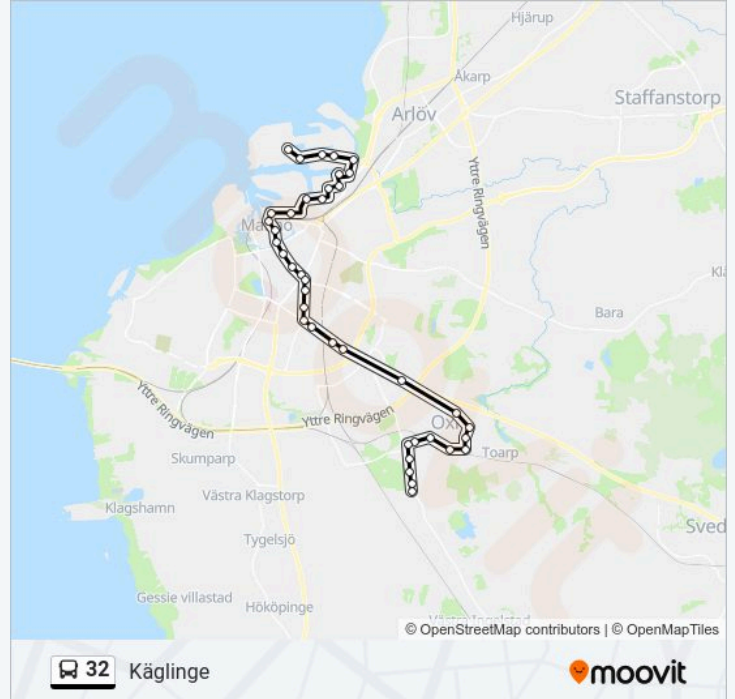 Hjärup
Åkarp
Staffanstorp
Arlöv
Yttre Ringvägen
Bara
Yttre Ringvägen
Yttre Ringvägen
Toarp
Skumparp
Västra Klagstorp
Klagshamn
Sved
Tygelsjö
Gessie villastad
Hököpinge
© OpenStreetMap contributors | © OpenMapTiles
32 Käglinge
moovit